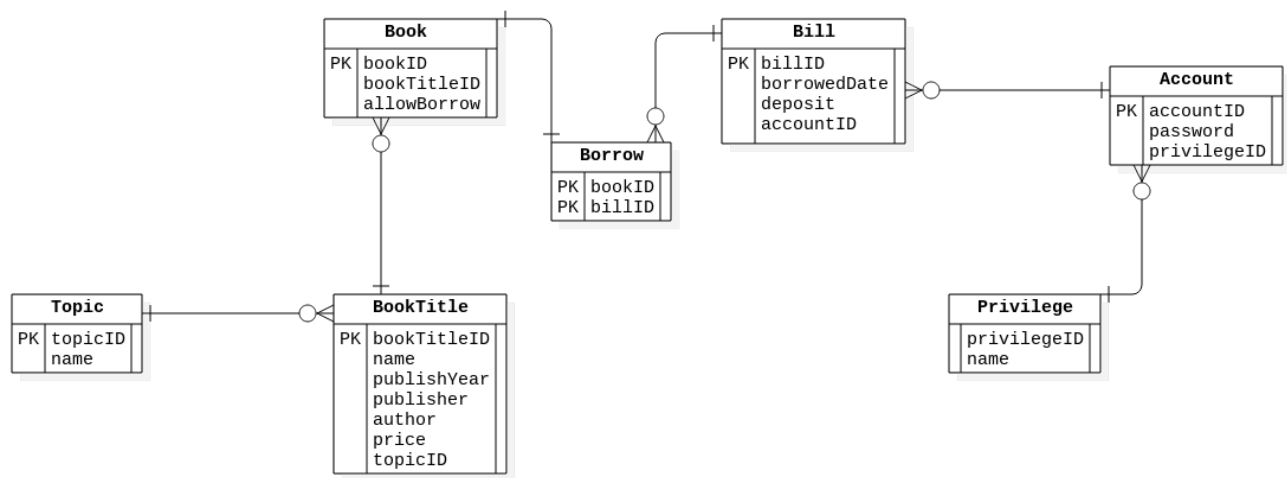 Book
PK bookID
bookTitleID
allowBorrow
Bill
PK billID
borrowedDate
deposit
accountID
Account
PK accountID
password
privilegeID
Borrow
PK bookID
PK billID
Topic
PK topicID
name
BookTitle
PK bookTitleID
name
publishYear
publisher
author
price
topicID
Privilege
privilegeID
name